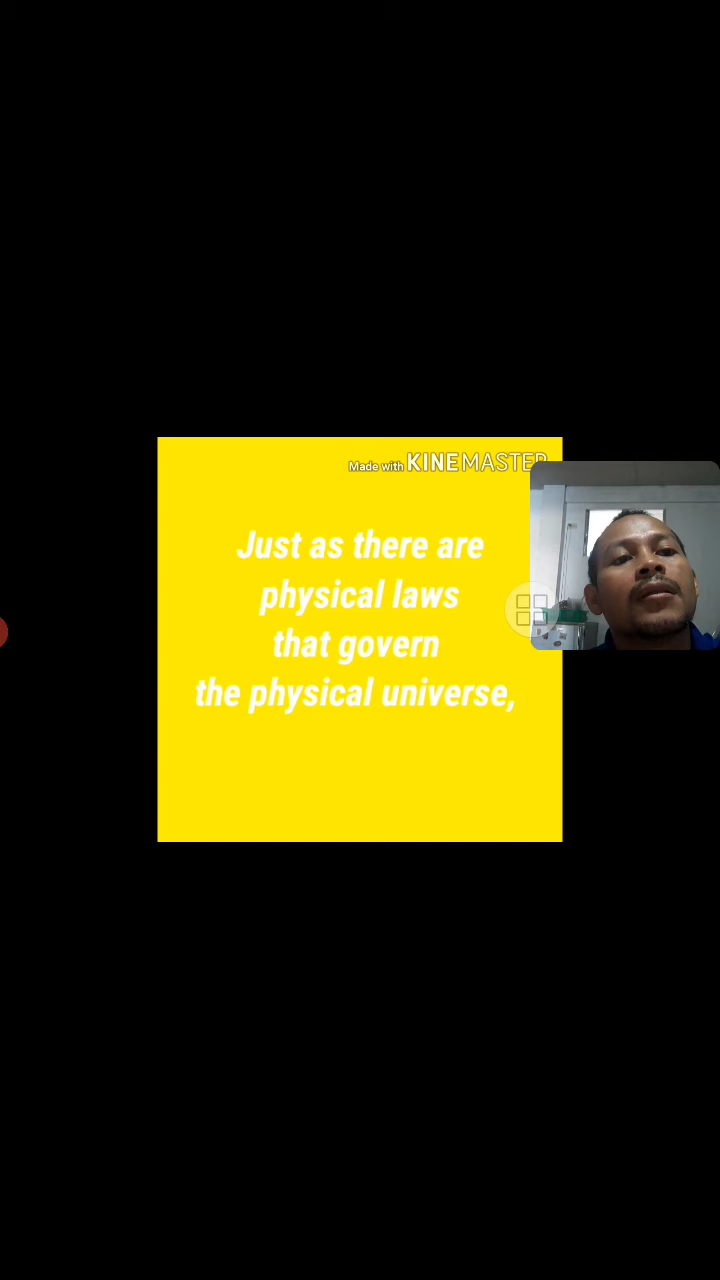 Made with KINEMASTER
Just as there are
physical laws
that govern
the physical universe,